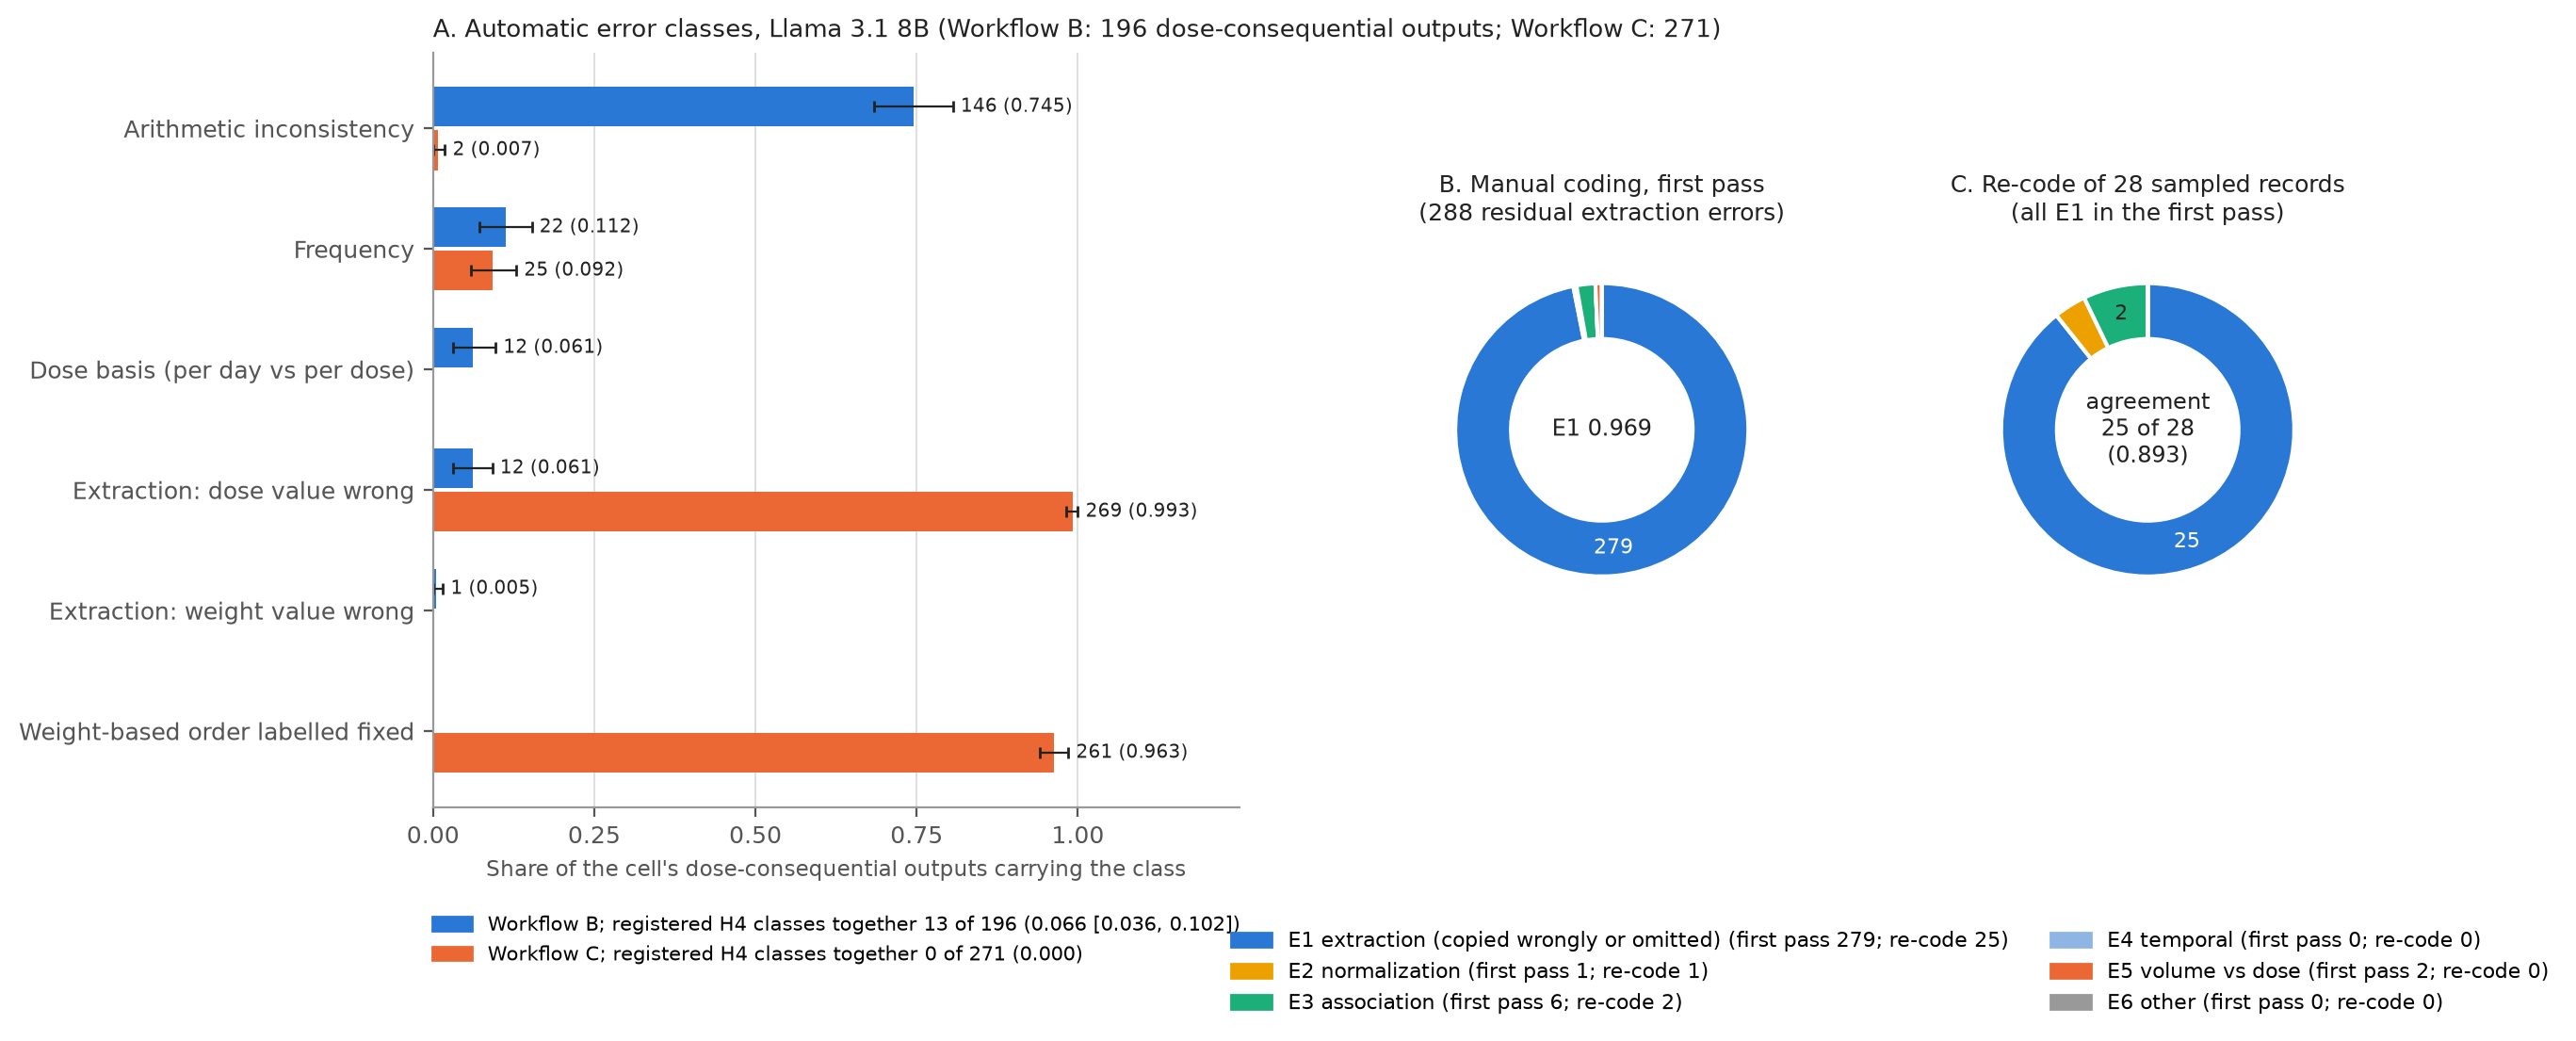 A. Automatic error classes, Llama 3.1 8B (Workflow B: 196 dose-consequential outputs; Workflow C: 271)
Arithmetic inconsistency
146 (0.745)
2 (0.007)
Frequency
22 (0.112)
25 (0.092)
Dose basis (per day vs per dose)
12 (0.061)
Extraction: dose value wrong
12 (0.061)
269 (0.993)
Extraction: weight value wrong
1 (0.005)
Weight-based order labelled fixed
261 (0.963)
0.00 0.25 0.50 0.75 1.00
Share of the cell's dose-consequential outputs carrying the class
Workflow B; registered H4 classes together 13 of 196 (0.066 [0.036, 0.102])
Workflow C; registered H4 classes together 0 of 271 (0.000)
B. Manual coding, first pass
(288 residual extraction errors)
E1 0.969
279
C. Re-code of 28 sampled records
(all E1 in the first pass)
2
agreement
25 of 28
(0.893)
25
E1 extraction (copied wrongly or omitted) (first pass 279; re-code 25)
E2 normalization (first pass 1; re-code 1)
E3 association (first pass 6; re-code 2)
E4 temporal (first pass 0; re-code 0)
E5 volume vs dose (first pass 2; re-code 0)
E6 other (first pass 0; re-code 0)